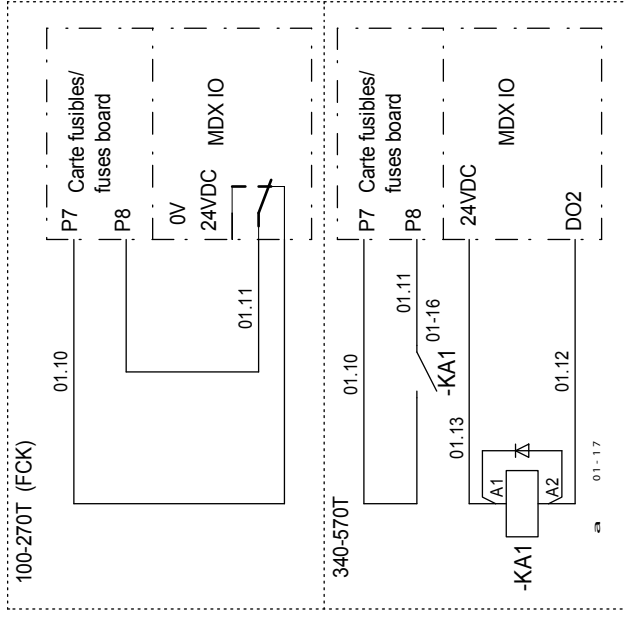 100-270T (FCK)
01.10
P7
Carte fusibles/
fuses board
P8
0V
24VDC
MDX IO
01.11
340-570T
01.10
P7
Carte fusibles/
fuses board
P8
01.11
01-16
-KA1
01.13
24VDC
MDX IO
DO2
01.12
A1
A2
-KA1
a
01-17